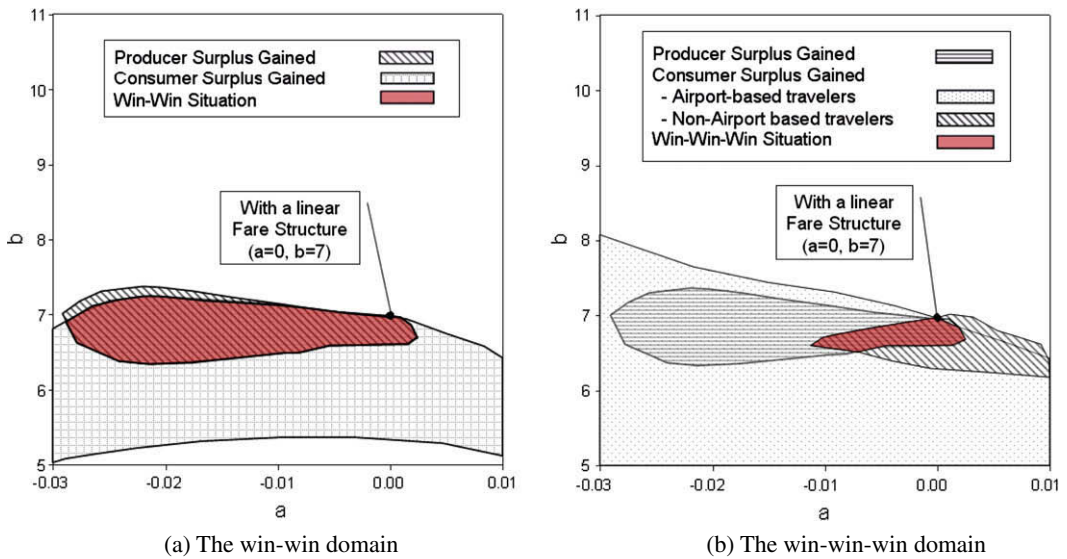 11
10
9
8
7
6
5
b
Producer Surplus Gained
Consumer Surplus Gained
Win-Win Situation
With a linear
Fare Structure
(a=0, b=7)
-0.03
-0.02
-0.01
0.00
0.01
a
(a) The win-win domain
11
10
9
8
7
6
5
b
Producer Surplus Gained
Consumer Surplus Gained
- Airport-based travelers
- Non-Airport based travelers
Win-Win-Win Situation
With a linear
Fare Structure
(a=0, b=7)
-0.03
-0.02
-0.01
0.00
0.01
a
(b) The win-win-win domain